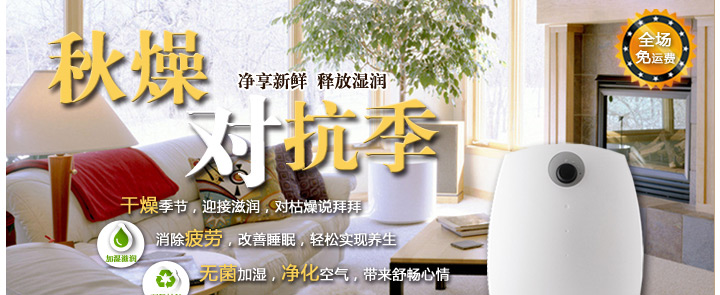 秋燥
对抗季
净享新鲜 释放湿润
全场
免运费
干燥季节，迎接滋润，对枯燥说拜拜
消除疲劳，改善睡眠，轻松实现养生
加湿滋润
无菌加湿，净化空气，带来舒畅心情